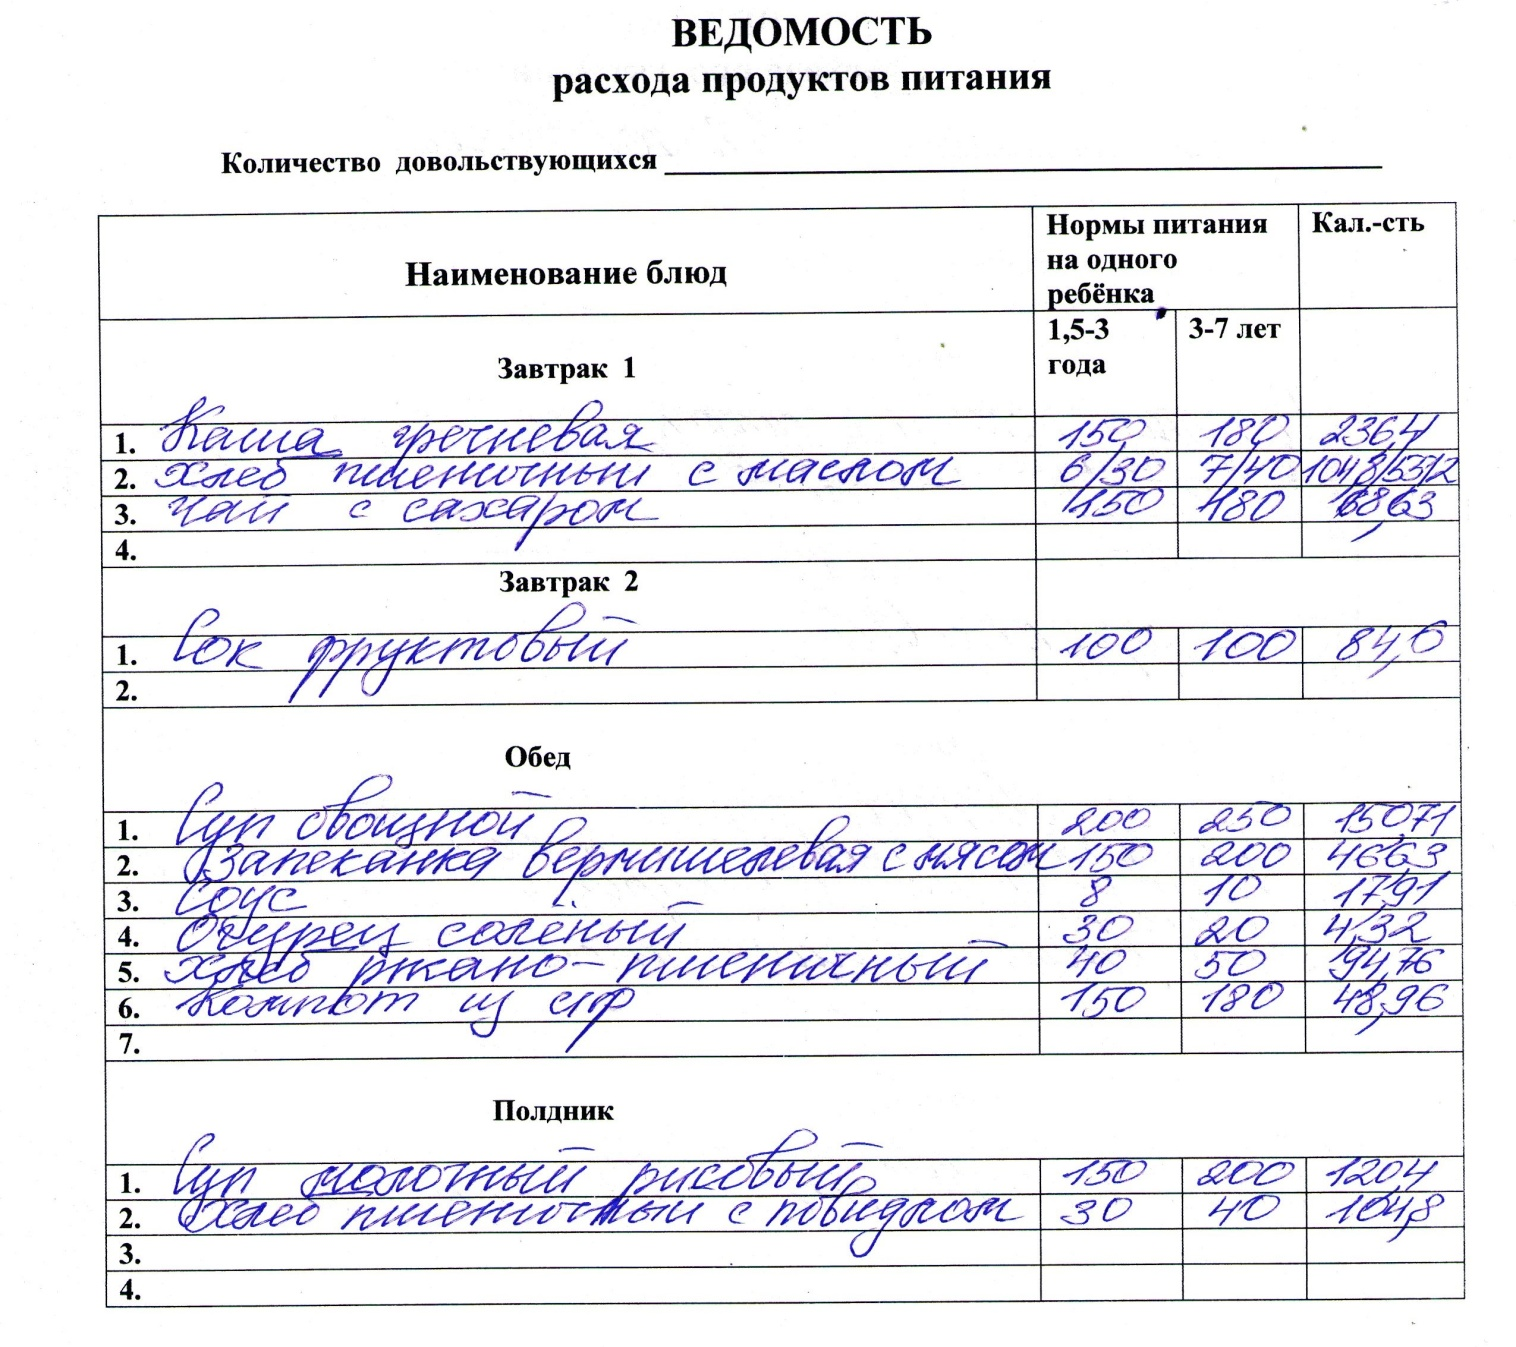 ВЕДОМОСТЬ
расхода продуктов питания
Количество довольствующихся
Наименование блюд Нормы питания на одного ребёнка Кал.-сть
Завтрак 1 1,5-3 года 3-7 лет
1. Каша гречневая 150 180 236,4
2. Хлеб пшеничный с маслом 6/30 7/40 104,8/55,12
3. Чай с сахаром 150 180 68,63
4.
Завтрак 2
1. Сок фруктовый 100 100 84,6
2.
Обед
1. Суп овощной 200 250 150,71
2. Запеканка вермишелевая с мясом 150 200 466,3
3. Соус 8 10 17,91
4. Огурец солёный 30 20 4,32
5. Хлеб ржано-пшеничный 40 50 94,76
6. Компот из с/ф 150 180 48,96
7.
Полдник
1. Суп молочный рисовый 150 200 120,4
2. Хлеб пшеничный с повидлом 30 40 104,8
3.
4.